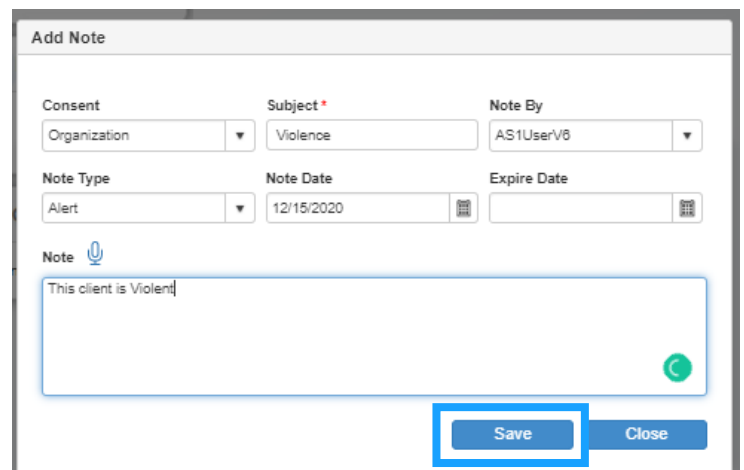 Add Note
Consent Subject * Note By
Organization Violence AS1UserV6
Note Type Note Date Expire Date
Alert 12/15/2020
Note
This client is Violent
Save Close